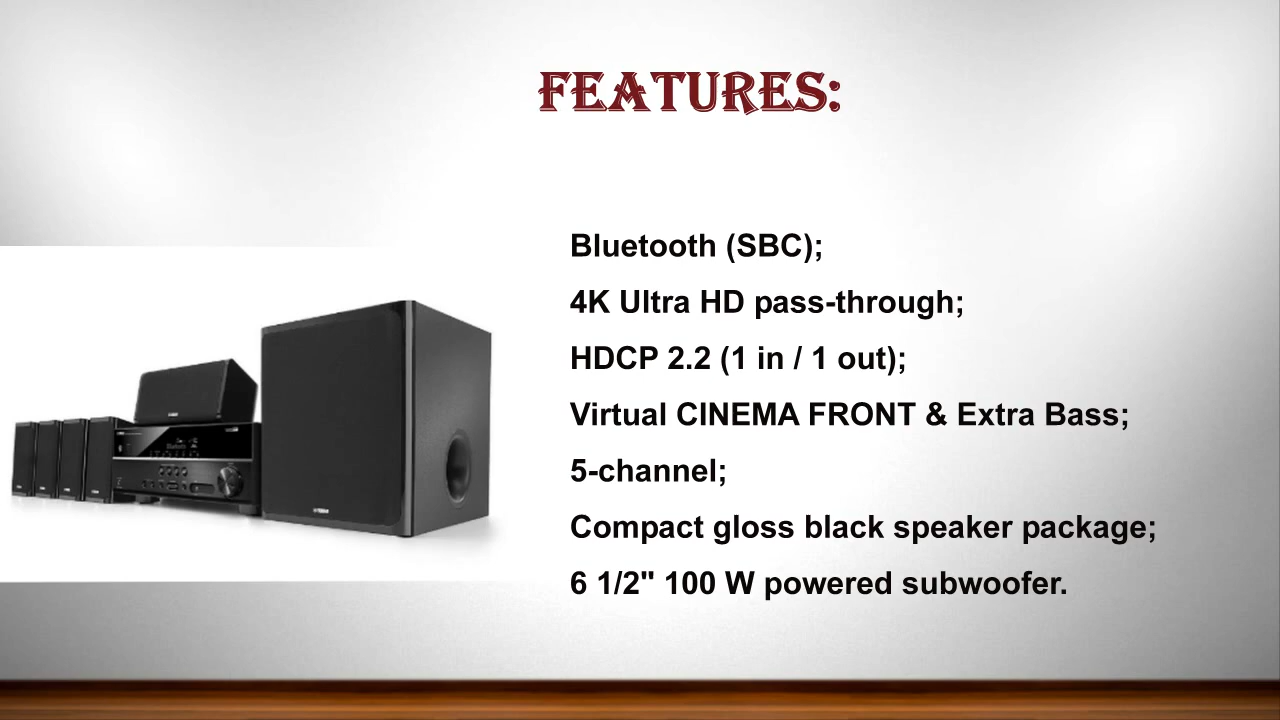 FEATURES:
Bluetooth (SBC);
4K Ultra HD pass-through;
HDCP 2.2 (1 in / 1 out);
Virtual CINEMA FRONT & Extra Bass;
5-channel;
Compact gloss black speaker package;
6 1/2" 100 W powered subwoofer.